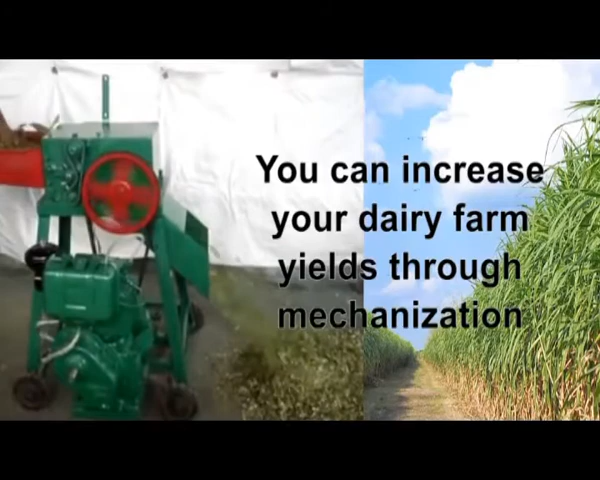 You can increase
your dairy farm
yields through
mechanization